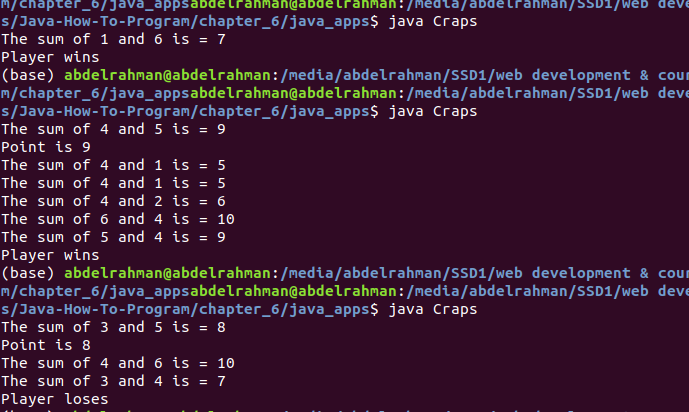 m/chapter_6/java_appsabdelrahman@abdelrahman:/media/abdelrahman/SSD1/web deve
s/Java-How-To-Program/chapter_6/java_apps$ java Craps
The sum of 1 and 6 is = 7
Player wins
(base) abdelrahman@abdelrahman:/media/abdelrahman/SSD1/web development & cour
m/chapter_6/java_appsabdelrahman@abdelrahman:/media/abdelrahman/SSD1/web deve
s/Java-How-To-Program/chapter_6/java_apps$ java Craps
The sum of 4 and 5 is = 9
Point is 9
The sum of 4 and 1 is = 5
The sum of 4 and 1 is = 5
The sum of 4 and 2 is = 6
The sum of 6 and 4 is = 10
The sum of 5 and 4 is = 9
Player wins
(base) abdelrahman@abdelrahman:/media/abdelrahman/SSD1/web development & cour
m/chapter_6/java_appsabdelrahman@abdelrahman:/media/abdelrahman/SSD1/web deve
s/Java-How-To-Program/chapter_6/java_apps$ java Craps
The sum of 3 and 5 is = 8
Point is 8
The sum of 4 and 6 is = 10
The sum of 3 and 4 is = 7
Player loses